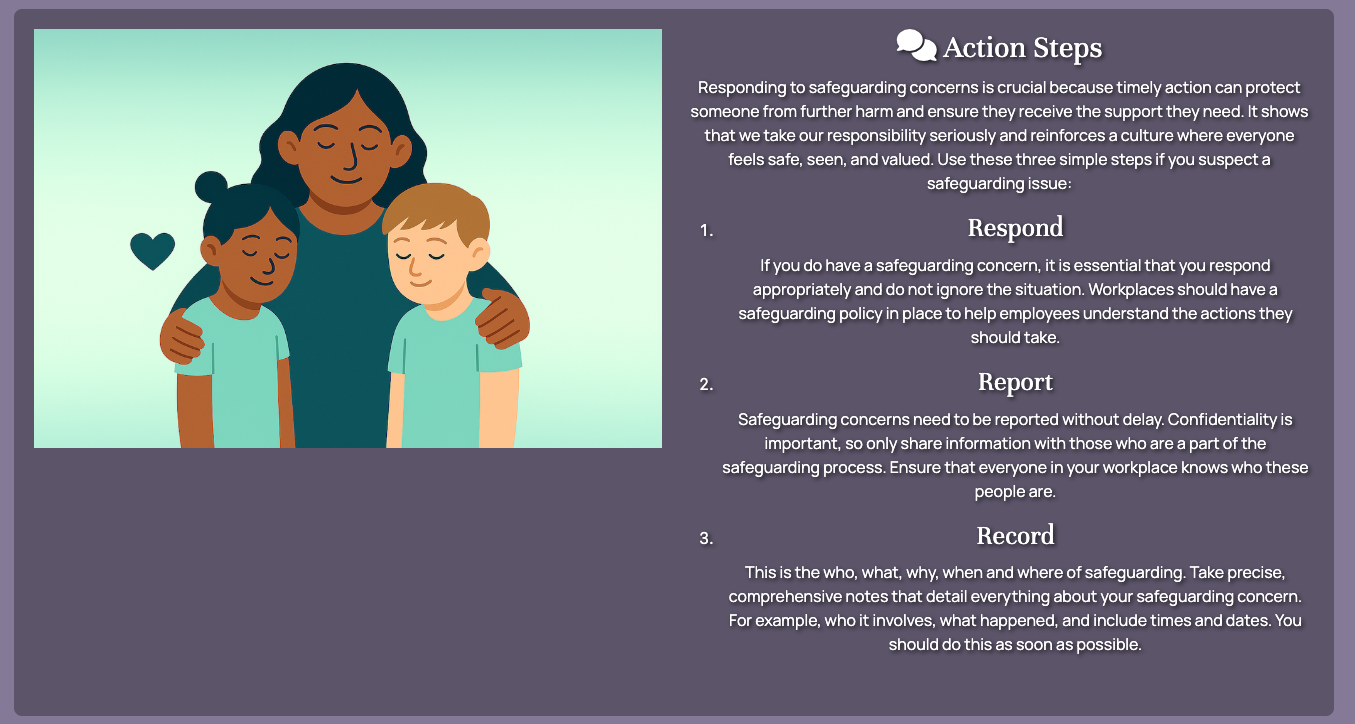 Action Steps
Responding to safeguarding concerns is crucial because timely action can protect
someone from further harm and ensure they receive the support they need. It shows
that we take our responsibility seriously and reinforces a culture where everyone
feels safe, seen, and valued. Use these three simple steps if you suspect a
safeguarding issue:
1. Respond
If you do have a safeguarding concern, it is essential that you respond
appropriately and do not ignore the situation. Workplaces should have a
safeguarding policy in place to help employees understand the actions they
should take.
2. Report
Safeguarding concerns need to be reported without delay. Confidentiality is
important, so only share information with those who are a part of the
safeguarding process. Ensure that everyone in your workplace knows who these
people are.
3. Record
This is the who, what, why, when and where of safeguarding. Take precise,
comprehensive notes that detail everything about your safeguarding concern.
For example, who it involves, what happened, and include times and dates. You
should do this as soon as possible.